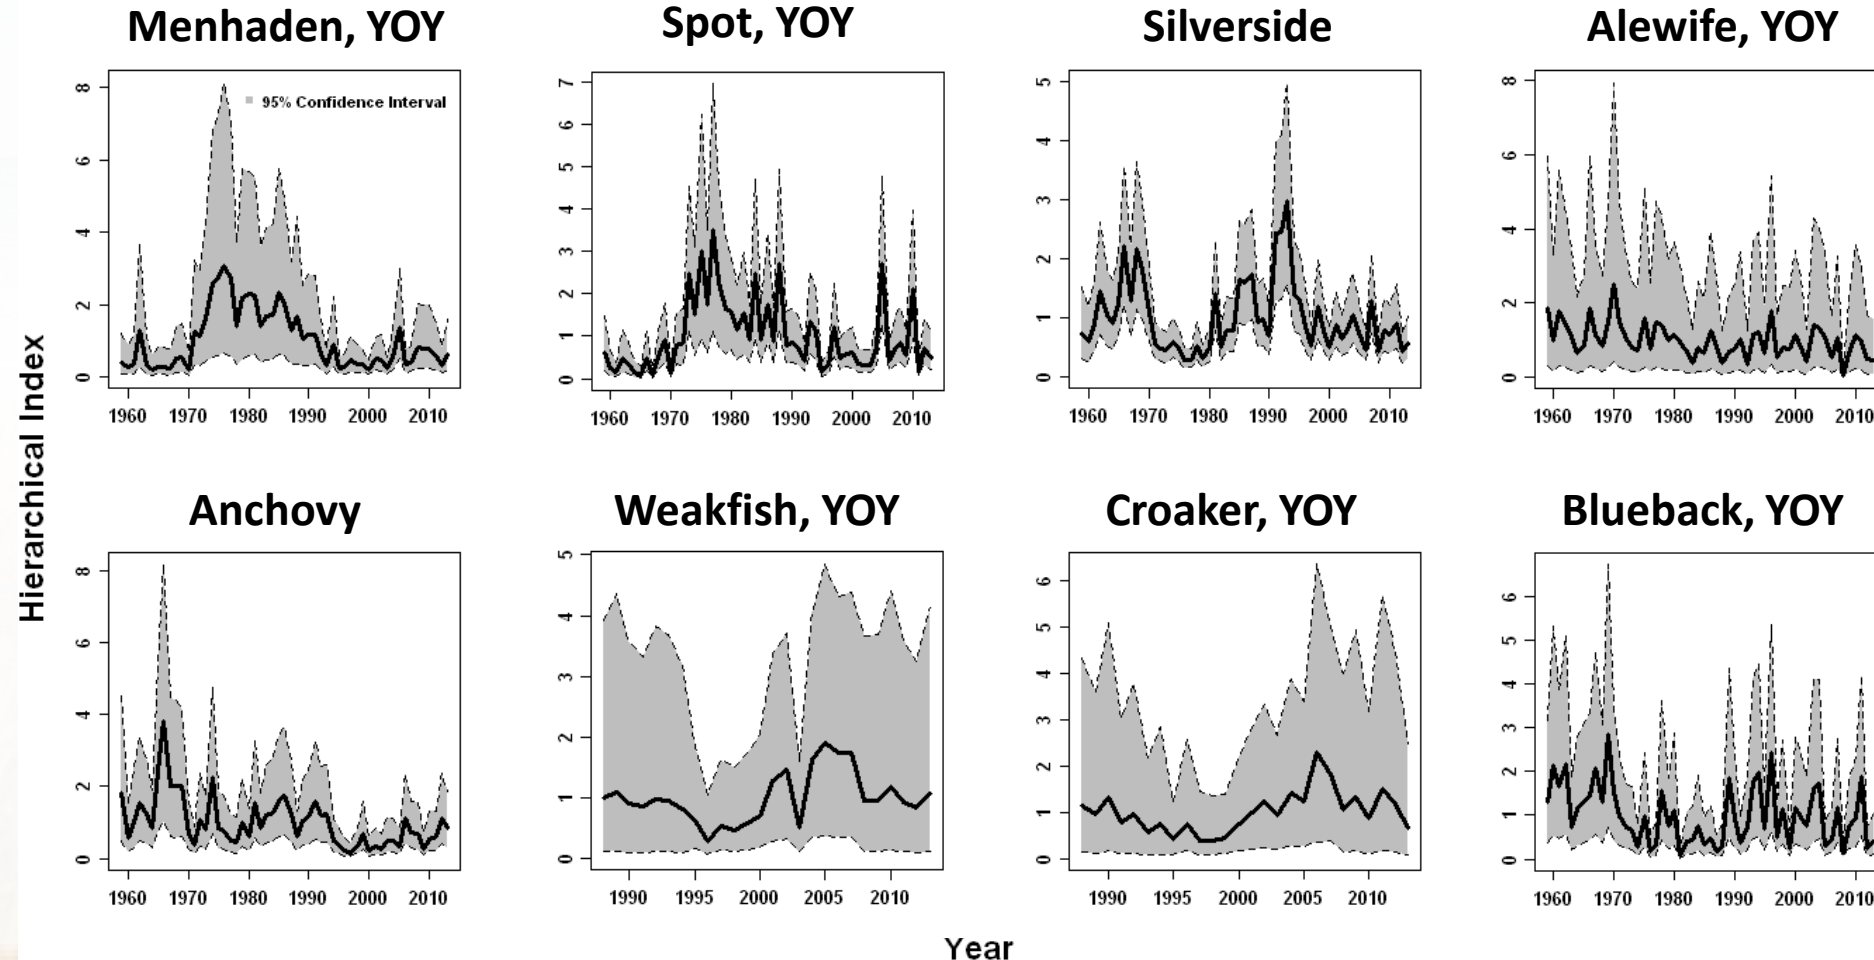 Menhaden, YOY
Spot, YOY
Silverside
Alewife, YOY
8
6
4
2
0
95% Confidence Interval
1960 1970 1980 1990 2000 2010
7
6
5
4
3
2
1
0
1960 1970 1980 1990 2000 2010
5
4
3
2
1
0
1960 1970 1980 1990 2000 2010
8
6
4
2
0
1960 1970 1980 1990 2000 2010
Hierarchical Index
Anchovy
Weakfish, YOY
Croaker, YOY
Blueback, YOY
8
6
4
2
0
1960 1970 1980 1990 2000 2010
5
4
3
2
1
0
1990 1995 2000 2005 2010
6
5
4
3
2
1
0
1990 1995 2000 2005 2010
6
5
4
3
2
1
0
1960 1970 1980 1990 2000 2010
Year